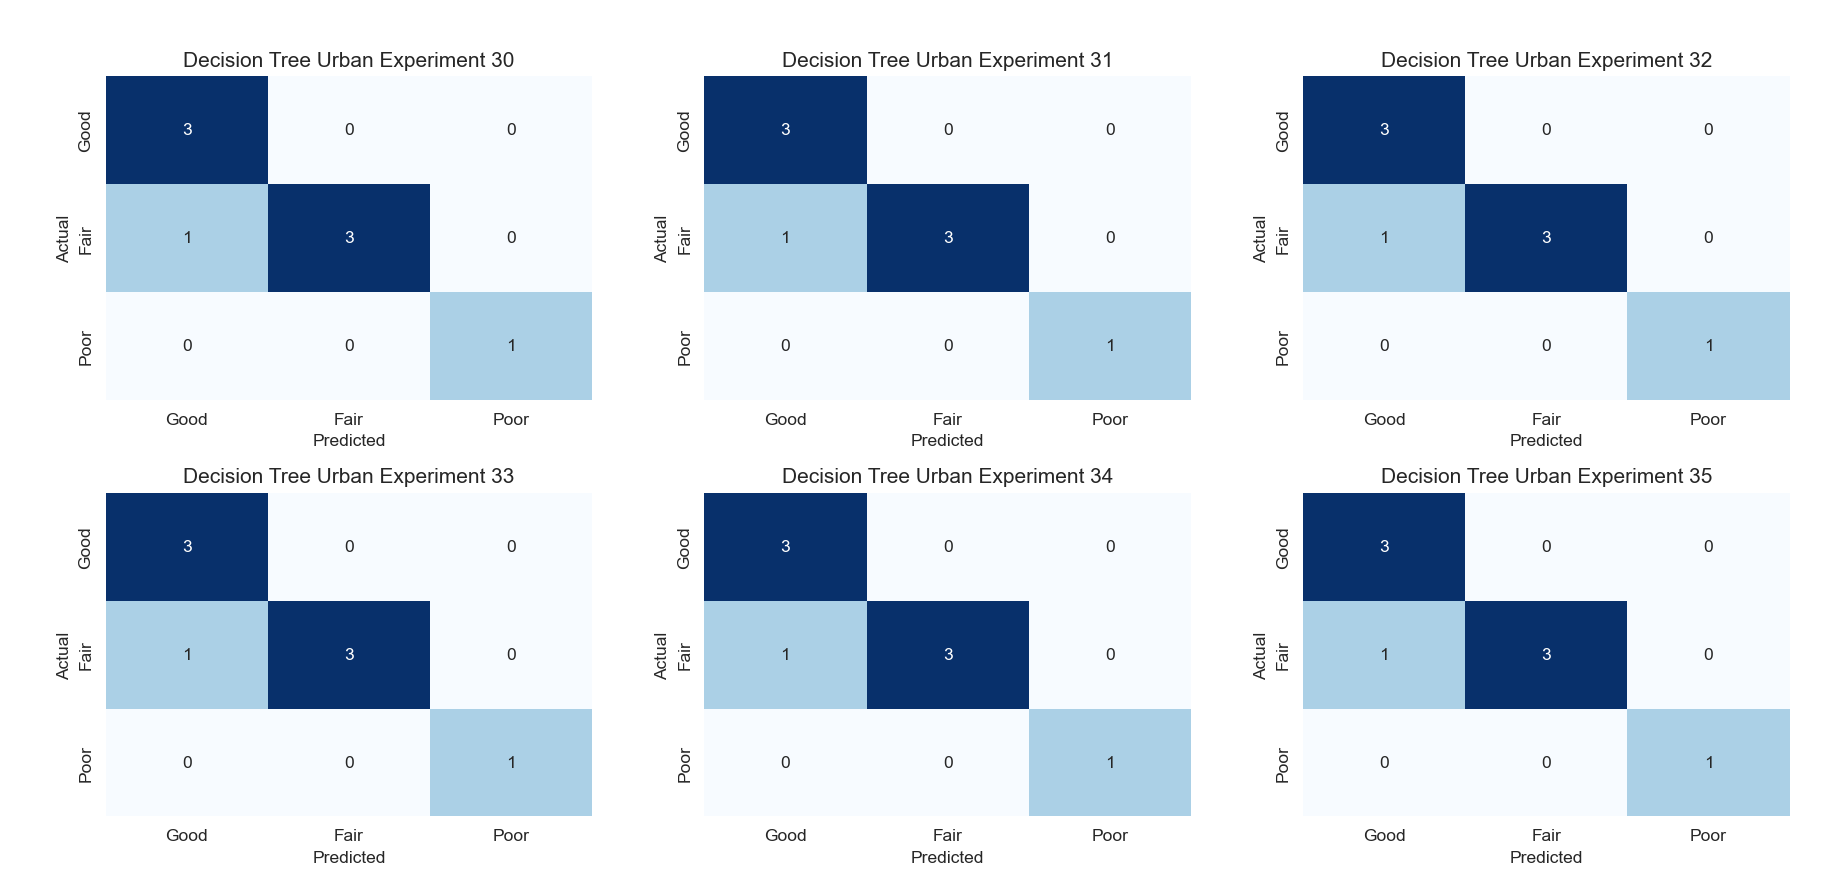 Decision Tree Urban Experiment 30
Good
3 0 0
Actual
Fair
1 3 0
Poor
0 0 1
Good Fair Poor
Predicted
Decision Tree Urban Experiment 31
Good
3 0 0
Actual
Fair
1 3 0
Poor
0 0 1
Good Fair Poor
Predicted
Decision Tree Urban Experiment 32
Good
3 0 0
Actual
Fair
1 3 0
Poor
0 0 1
Good Fair Poor
Predicted
Decision Tree Urban Experiment 33
Good
3 0 0
Actual
Fair
1 3 0
Poor
0 0 1
Good Fair Poor
Predicted
Decision Tree Urban Experiment 34
Good
3 0 0
Actual
Fair
1 3 0
Poor
0 0 1
Good Fair Poor
Predicted
Decision Tree Urban Experiment 35
Good
3 0 0
Actual
Fair
1 3 0
Poor
0 0 1
Good Fair Poor
Predicted